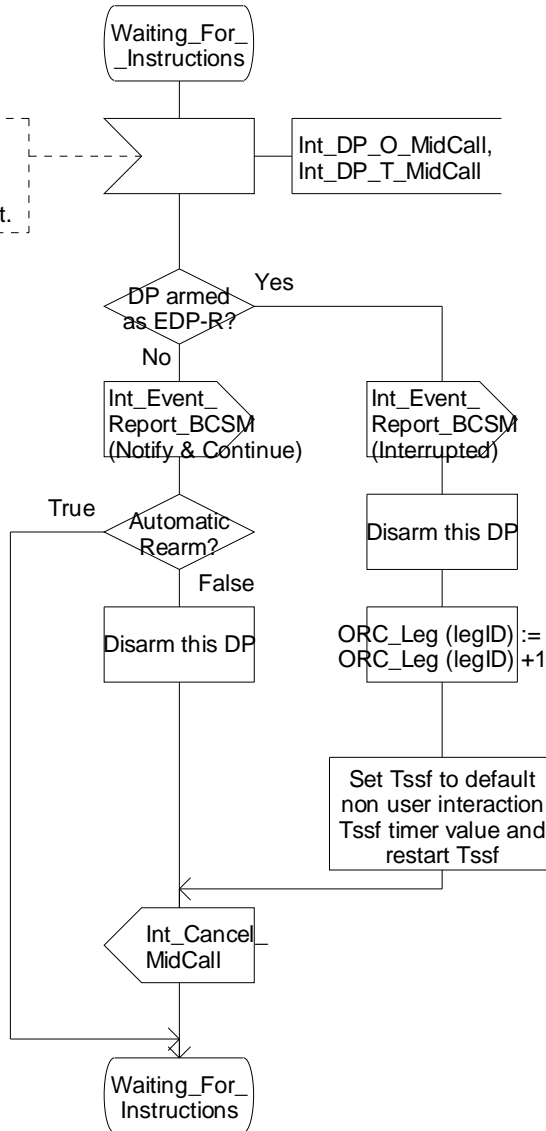 Waiting_For_
_Instructions
Int_DP_O_MidCall,
Int_DP_T_MidCall
t.
DP armed
as EDP-R?
Yes
No
Int_Event_
Report_BCSM
(Notify & Continue)
Int_Event_
Report_BCSM
(Interrupted)
True
Automatic
Rearm?
False
Disarm this DP
Disarm this DP
ORC_Leg (legID) :=
ORC_Leg (legID) +1
Set Tssf to default
non user interaction
Tssf timer value and
restart Tssf
Int_Cancel_
MidCall
Waiting_For_
Instructions